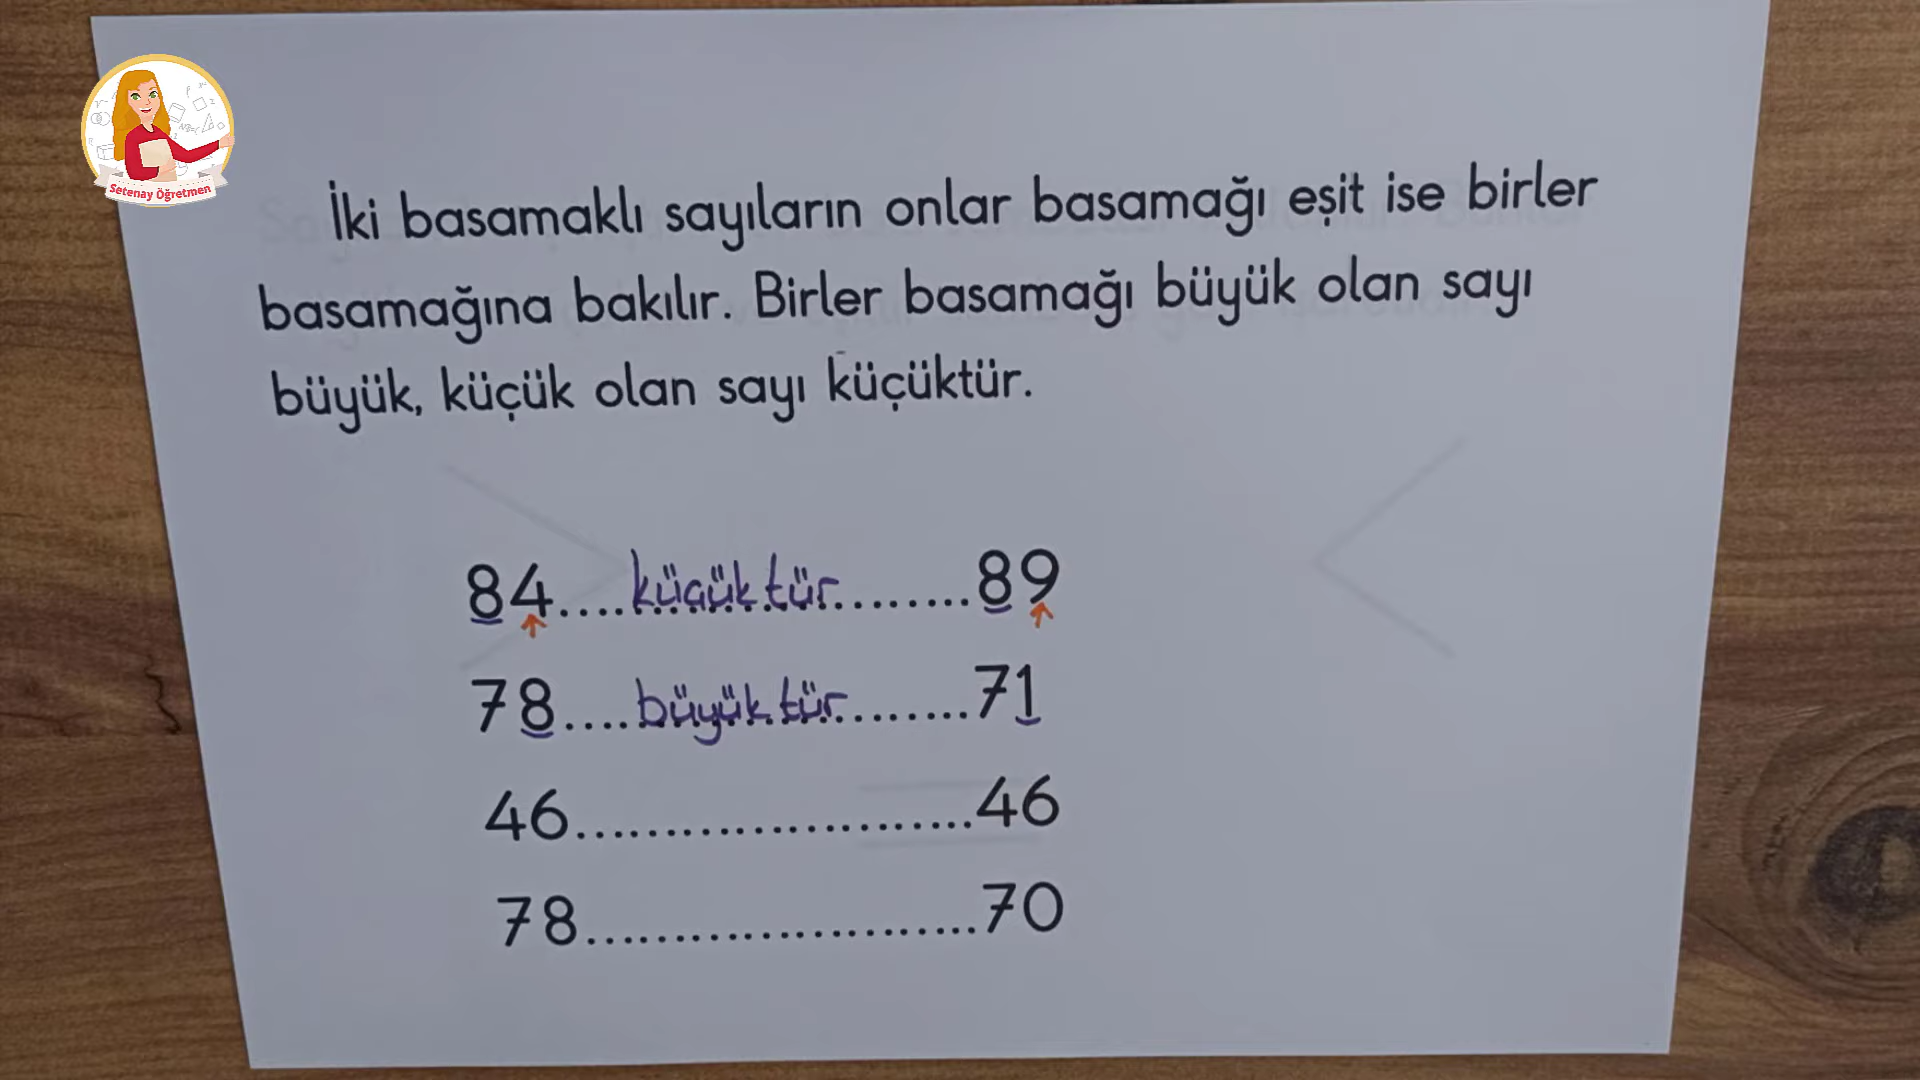 Setenay Öğretmen
İki basamaklı sayıların onlar basamağı eşit ise birler
basamağına bakılır. Birler basamağı büyük olan sayı
büyük, küçük olan sayı küçüktür.
84....küçüktür.........89
78....büyüktür........71
46.......................46
78.......................70